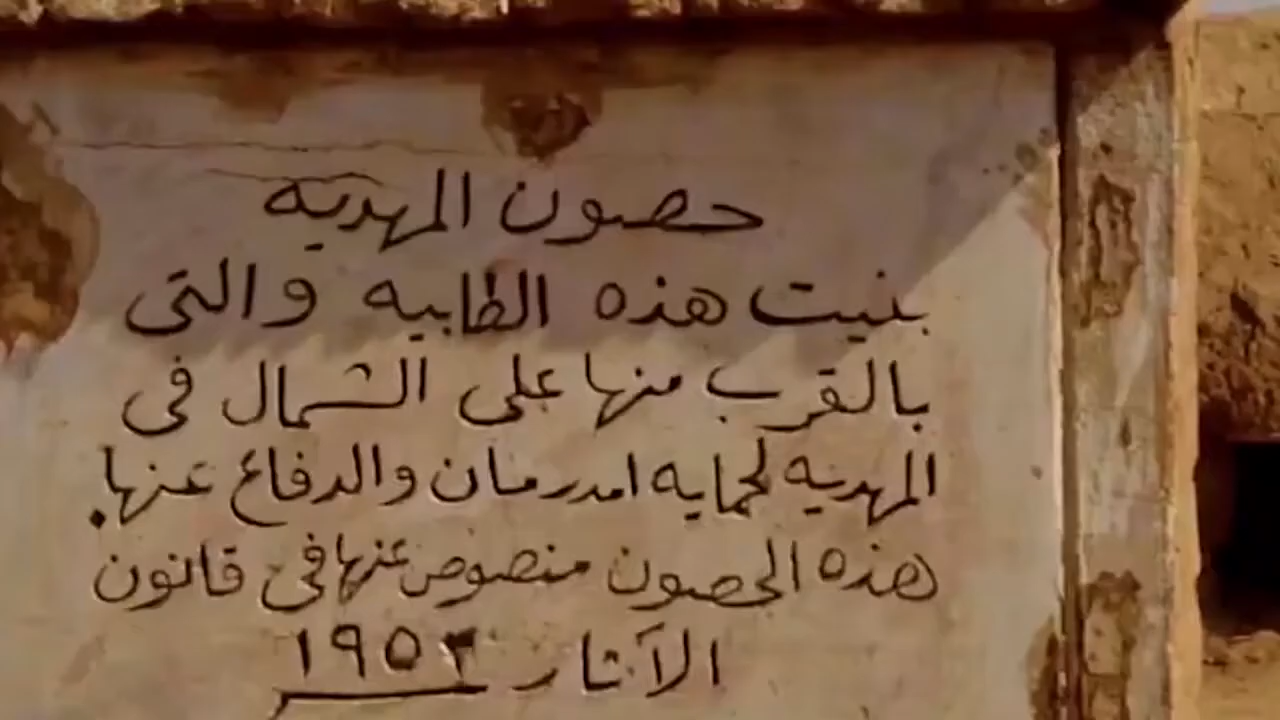 حصون المهديه
بنيت هذه الطابيه والتى
بالقرب منها على الشمال فى
المهديه لحمايه امدرمان والدفاع عنها.
هذه الحصون منصوص عنها فى قانون
الآثار ١٩٥٢